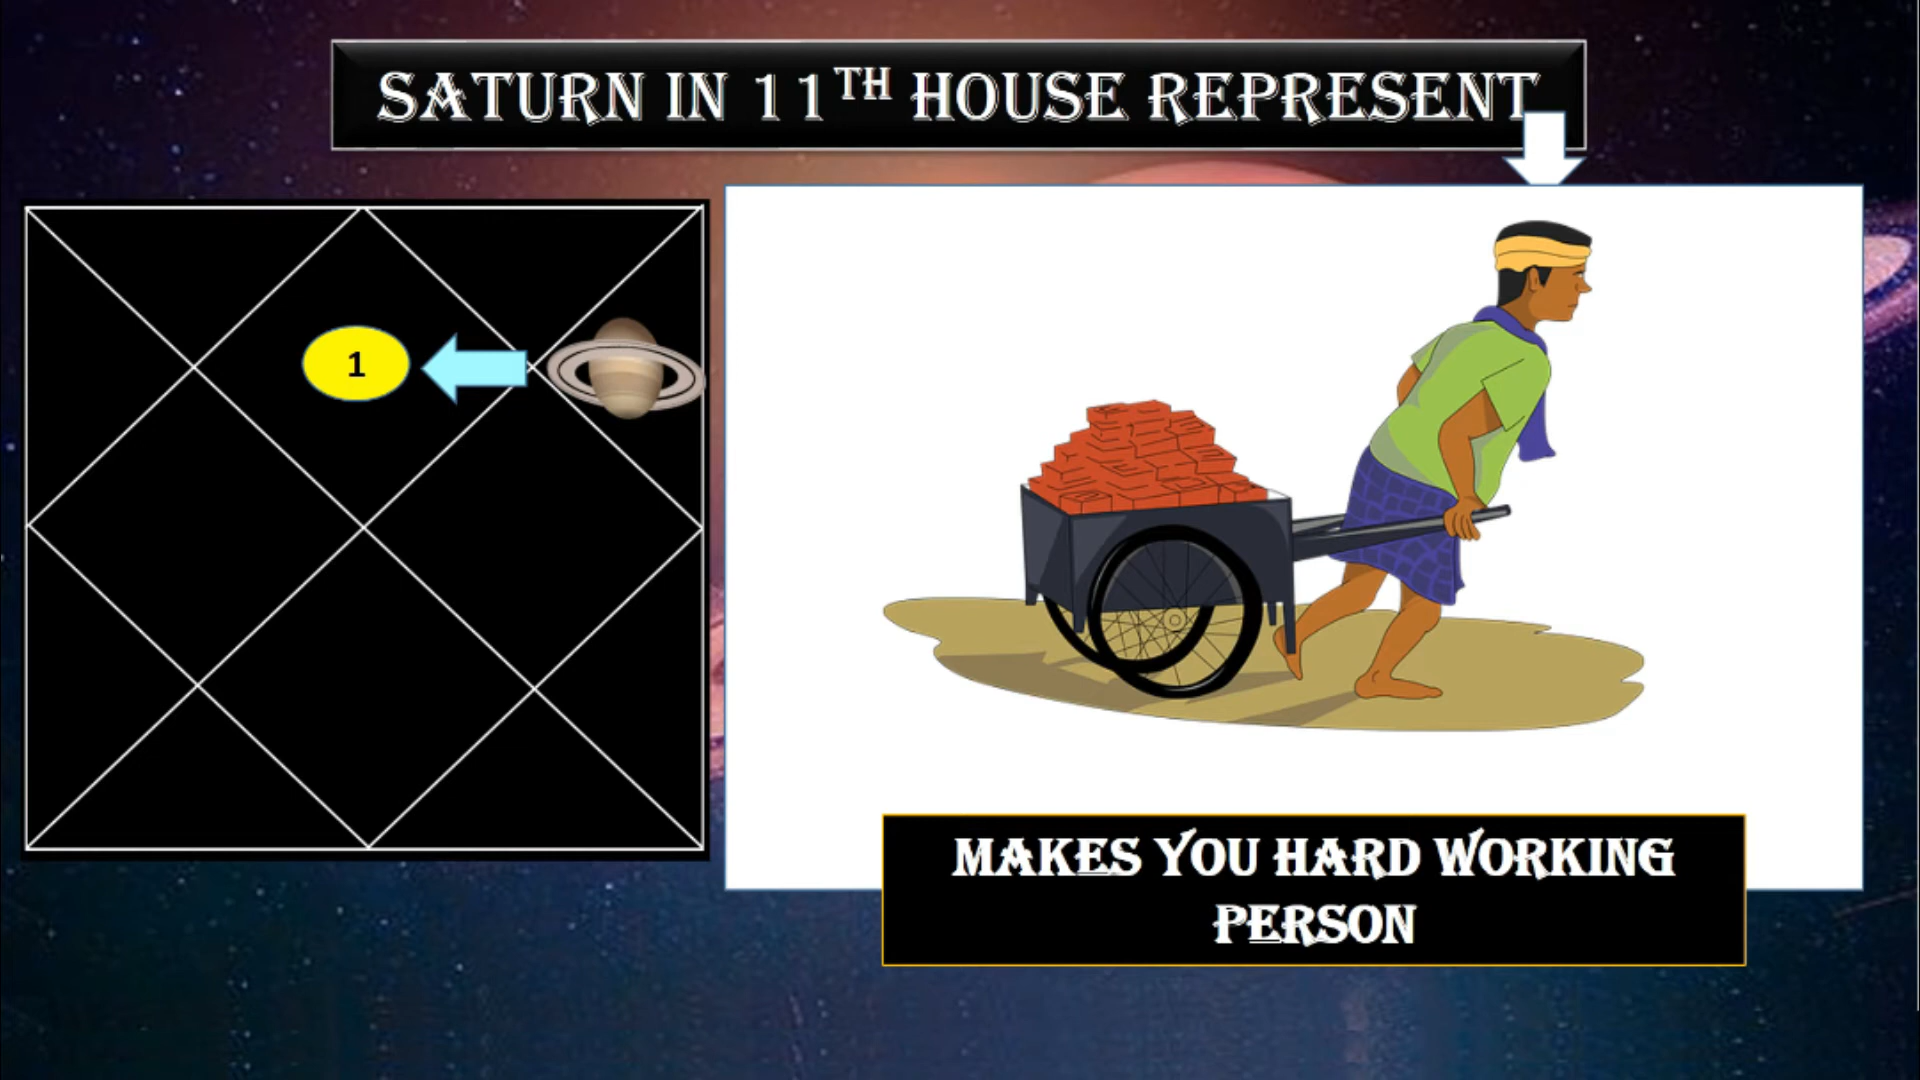 SATURN IN 11TH HOUSE REPRESENT
1
MAKES YOU HARD WORKING
PERSON